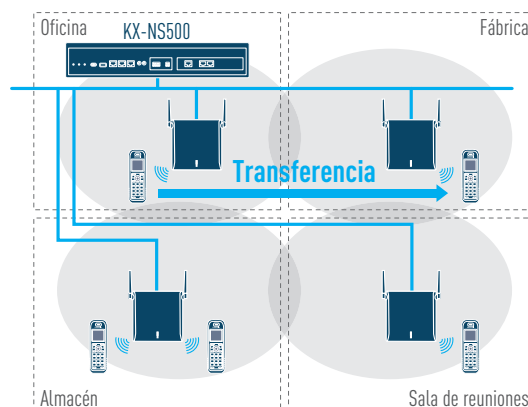 Oficina
KX-NS500
Fábrica
Transferencia
Almacén
Sala de reuniones